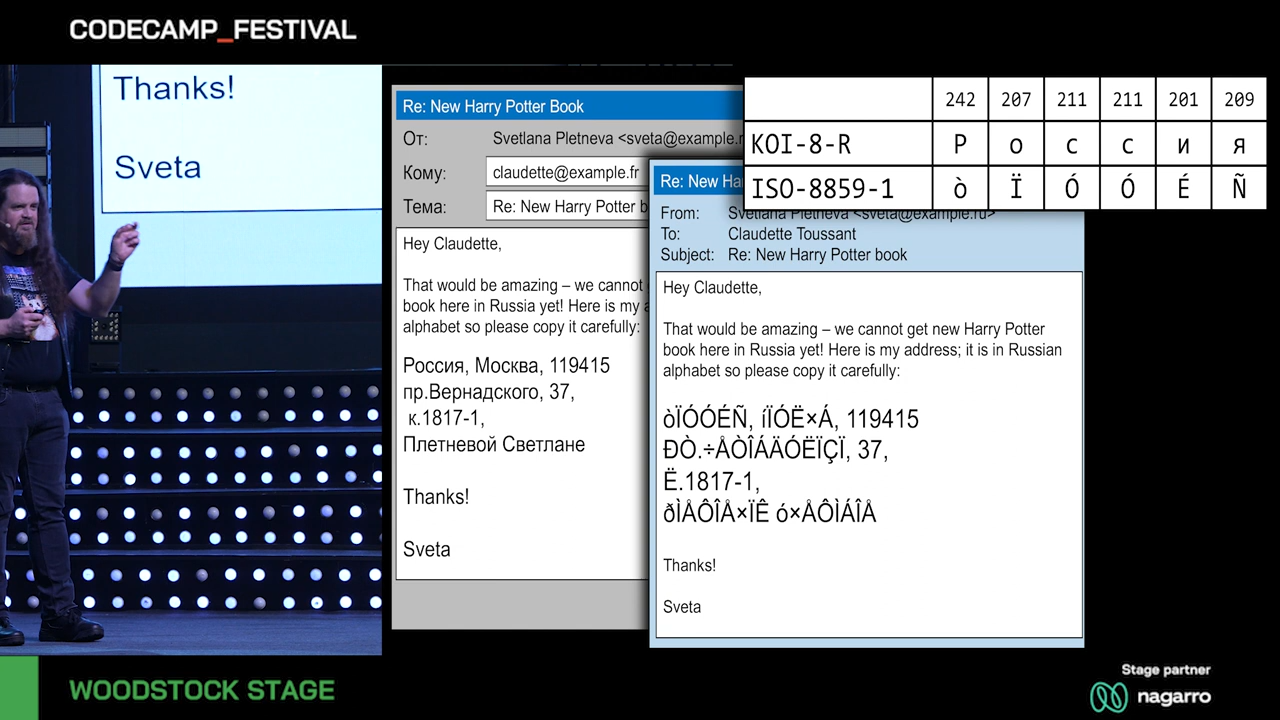 CODECAMP_FESTIVAL
Thanks!
Sveta
Re: New Harry Potter Book
От: Svetlana Pletneva <sveta@example.r
Кому: claudette@example.fr
Тема: Re: New Harry Potter b
Hey Claudette,
That would be amazing – we cannot
book here in Russia yet! Here is my
alphabet so please copy it carefully:
Россия, Москва, 119415
пр.Вернадского, 37,
к.1817-1,
Плетневой Светлане
Thanks!
Sveta
242 207 211 211 201 209
KOI-8-R Р о с с и я
ISO-8859-1 ò Ï Ó Ó É Ñ
Re: New Ha
From: Svetlana Pletneva <sveta@example.ru>
To: Claudette Toussant
Subject: Re: New Harry Potter book
Hey Claudette,
That would be amazing – we cannot get new Harry Potter
book here in Russia yet! Here is my address; it is in Russian
alphabet so please copy it carefully:
òÏÓÓÉÑ, íÏÓË×Á, 119415
ÐÒ.÷ÅÒÎÁÄÓËÏÇÏ, 37,
Ë.1817-1,
ðÌÅÔÎÅ×ÏÊ ó×ÅÔÌÁÎÅ
Thanks!
Sveta
WOODSTOCK STAGE
Stage partner
nagarro